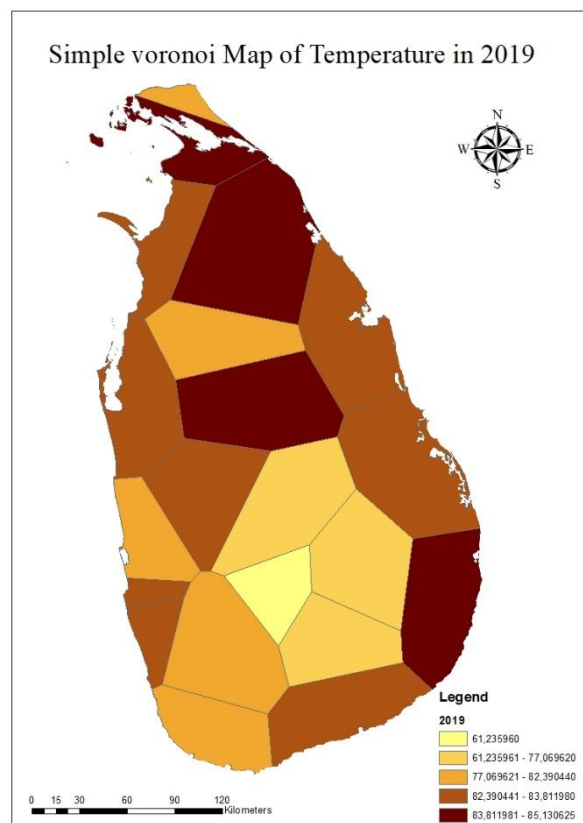 Simple voronoi Map of Temperature in 2019
N
W E
S
Legend
2019
61,235960
61,235961 - 77,069620
77,069621 - 82,390440
82,390441 - 83,811980
83,811981 - 85,130625
0 15 30 60 90 120
Kilometers